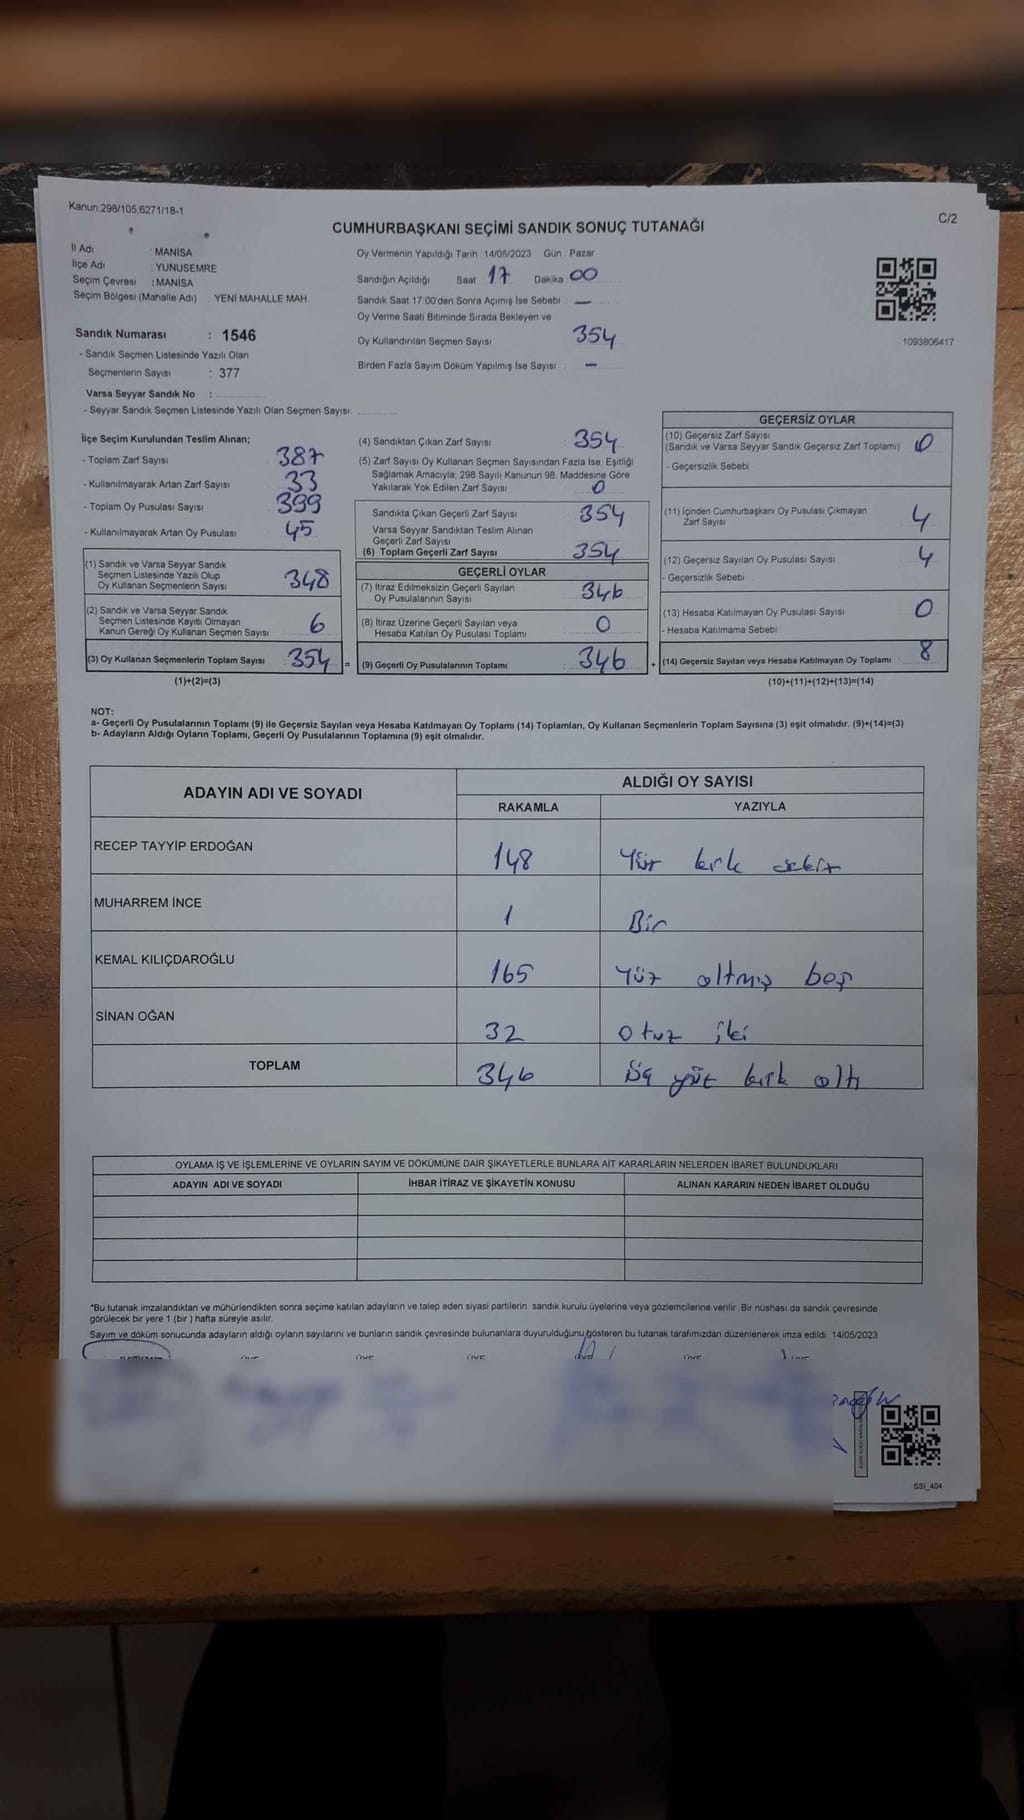 Kanun:298/105,6271/18-1
C/2
CUMHURBAŞKANI SEÇİMİ SANDIK SONUÇ TUTANAĞI
İl Adı : MANİSA
İlçe Adı : YUNUSEMRE
Seçim Çevresi : MANİSA
Seçim Bölgesi (Mahalle Adı) : YENİ MAHALLE MAH.
Sandık Numarası : 1546
- Sandık Seçmen Listesinde Yazılı Olan
Seçmenlerin Sayısı : 377
Varsa Seyyar Sandık No :
- Seyyar Sandık Seçmen Listesinde Yazılı Olan Seçmen Sayısı:
Oy Vermenin Yapıldığı Tarih :14/05/2023 Gün : Pazar
Sandığın Açıldığı Saat 17 Dakika 00
Sandık Saat 17:00'den Sonra Açımış İse Sebebi : —
Oy Verme Saati Bitiminde Sırada Bekleyen ve
Oy Kullandırılan Seçmen Sayısı 354
Birden Fazla Sayım Döküm Yapılmış İse Sayısı : —
1093806417
İlçe Seçim Kurulundan Teslim Alınan;
- Toplam Zarf Sayısı : 387
- Kullanılmayarak Artan Zarf Sayısı : 33
- Toplam Oy Pusulası Sayısı : 399
- Kullanılmayarak Artan Oy Pusulası : 45
(1) Sandık ve Varsa Seyyar Sandık
Seçmen Listesinde Yazılı Olup
Oy Kullanan Seçmenlerin Sayısı : 348
(2) Sandık ve Varsa Seyyar Sandık
Seçmen Listesinde Kayıtlı Olmayan
Kanun Gereği Oy Kullanan Seçmen Sayısı : 6
(3) Oy Kullanan Seçmenlerin Toplam Sayısı : 354 =
(1)+(2)=(3)
(4) Sandıktan Çıkan Zarf Sayısı : 354
(5) Zarf Sayısı Oy Kullanan Seçmen Sayısından Fazla İse, Eşitliği
Sağlamak Amacıyla; 298 Sayılı Kanunun 98. Maddesine Göre
Yakılarak Yok Edilen Zarf Sayısı : 0
Sandıkta Çıkan Geçerli Zarf Sayısı : 354
Varsa Seyyar Sandıktan Teslim Alınan
Geçerli Zarf Sayısı :
(6) Toplam Geçerli Zarf Sayısı : 354
GEÇERLİ OYLAR
(7) İtiraz Edilmeksizin Geçerli Sayılan
Oy Pusulalarının Sayısı : 346
(8) İtiraz Üzerine Geçerli Sayılan veya
Hesaba Katılan Oy Pusulası Toplamı : 0
(9) Geçerli Oy Pusulalarının Toplamı : 346 +
GEÇERSİZ OYLAR
(10) Geçersiz Zarf Sayısı
(Sandık ve Varsa Seyyar Sandık Geçersiz Zarf Toplamı) : 0
- Geçersizlik Sebebi :
(11) İçinden Cumhurbaşkanı Oy Pusulası Çıkmayan
Zarf Sayısı : 4
(12) Geçersiz Sayılan Oy Pusulası Sayısı : 4
- Geçersizlik Sebebi :
(13) Hesaba Katılmayan Oy Pusulası Sayısı : 0
- Hesaba Katılmama Sebebi :
(14) Geçersiz Sayılan veya Hesaba Katılmayan Oy Toplamı : 8
(10)+(11)+(12)+(13)=(14)
NOT:
a- Geçerli Oy Pusulalarının Toplamı (9) ile Geçersiz Sayılan veya Hesaba Katılmayan Oy Toplamı (14) Toplamları, Oy Kullanan Seçmenlerin Toplam Sayısına (3) eşit olmalıdır. (9)+(14)=(3)
b- Adayların Aldığı Oyların Toplamı, Geçerli Oy Pusulalarının Toplamına (9) eşit olmalıdır.
ADAYIN ADI VE SOYADI
ALDIĞI OY SAYISI
RAKAMLA YAZIYLA
RECEP TAYYİP ERDOĞAN 148 Yüz kırk sekiz
MUHARREM İNCE 1 Bir
KEMAL KILIÇDAROĞLU 165 Yüz altmış beş
SİNAN OĞAN 32 Otuz iki
TOPLAM 346 Üç yüz kırk altı
OYLAMA İŞ VE İŞLEMLERİNE VE OYLARIN SAYIM VE DÖKÜMÜNE DAİR ŞİKAYETLERLE BUNLARA AİT KARARLARIN NELERDEN İBARET BULUNDUKLARI
ADAYIN ADI VE SOYADI İHBAR İTİRAZ VE ŞİKAYETİN KONUSU ALINAN KARARIN NEDEN İBARET OLDUĞU
*Bu tutanak imzalandıktan ve mühürlendikten sonra seçime katılan adayların ve talep eden siyasi partilerin sandık kurulu üyelerine veya gözlemcilerine verilir. Bir nüshası da sandık çevresinde
görülecek bir yere 1 (bir ) hafta süreyle asılır.
Sayım ve döküm sonucunda adayların aldığı oyların sayılarını ve bunların sandık çevresinde bulunanlara duyurulduğunu gösteren bu tutanak tarafımızdan düzenlenerek imza edildi. 14/05/2023
ÜYE ÜYE ÜYE ÜYE ÜYE ÜYE
SSI_404